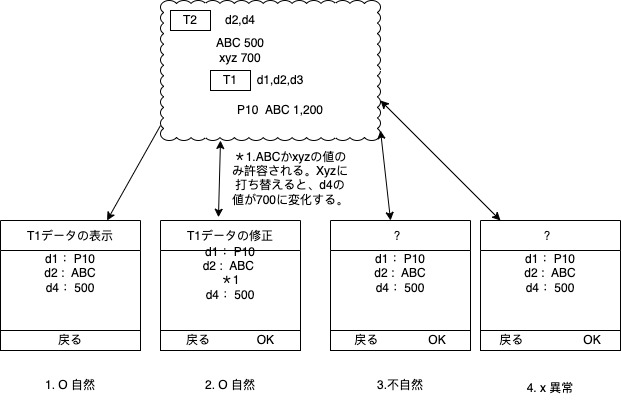 T2 d2,d4
ABC 500
xyz 700
T1 d1,d2,d3
P10 ABC 1,200
＊1.ABCかxyzの値の
み許容される。Xyzに
打ち替えると、d4の
値が700に変化する。
T1データの表示
d1： P10
d2 : ABC
d4： 500
戻る
1. O 自然
T1データの修正
d1： P10
d2 : ABC
＊1
d4： 500
戻る OK
2. O 自然
？
d1： P10
d2 : ABC
d4： 500
戻る OK
3.不自然
？
d1： P10
d2 : ABC
d4： 500
戻る OK
4. x 異常